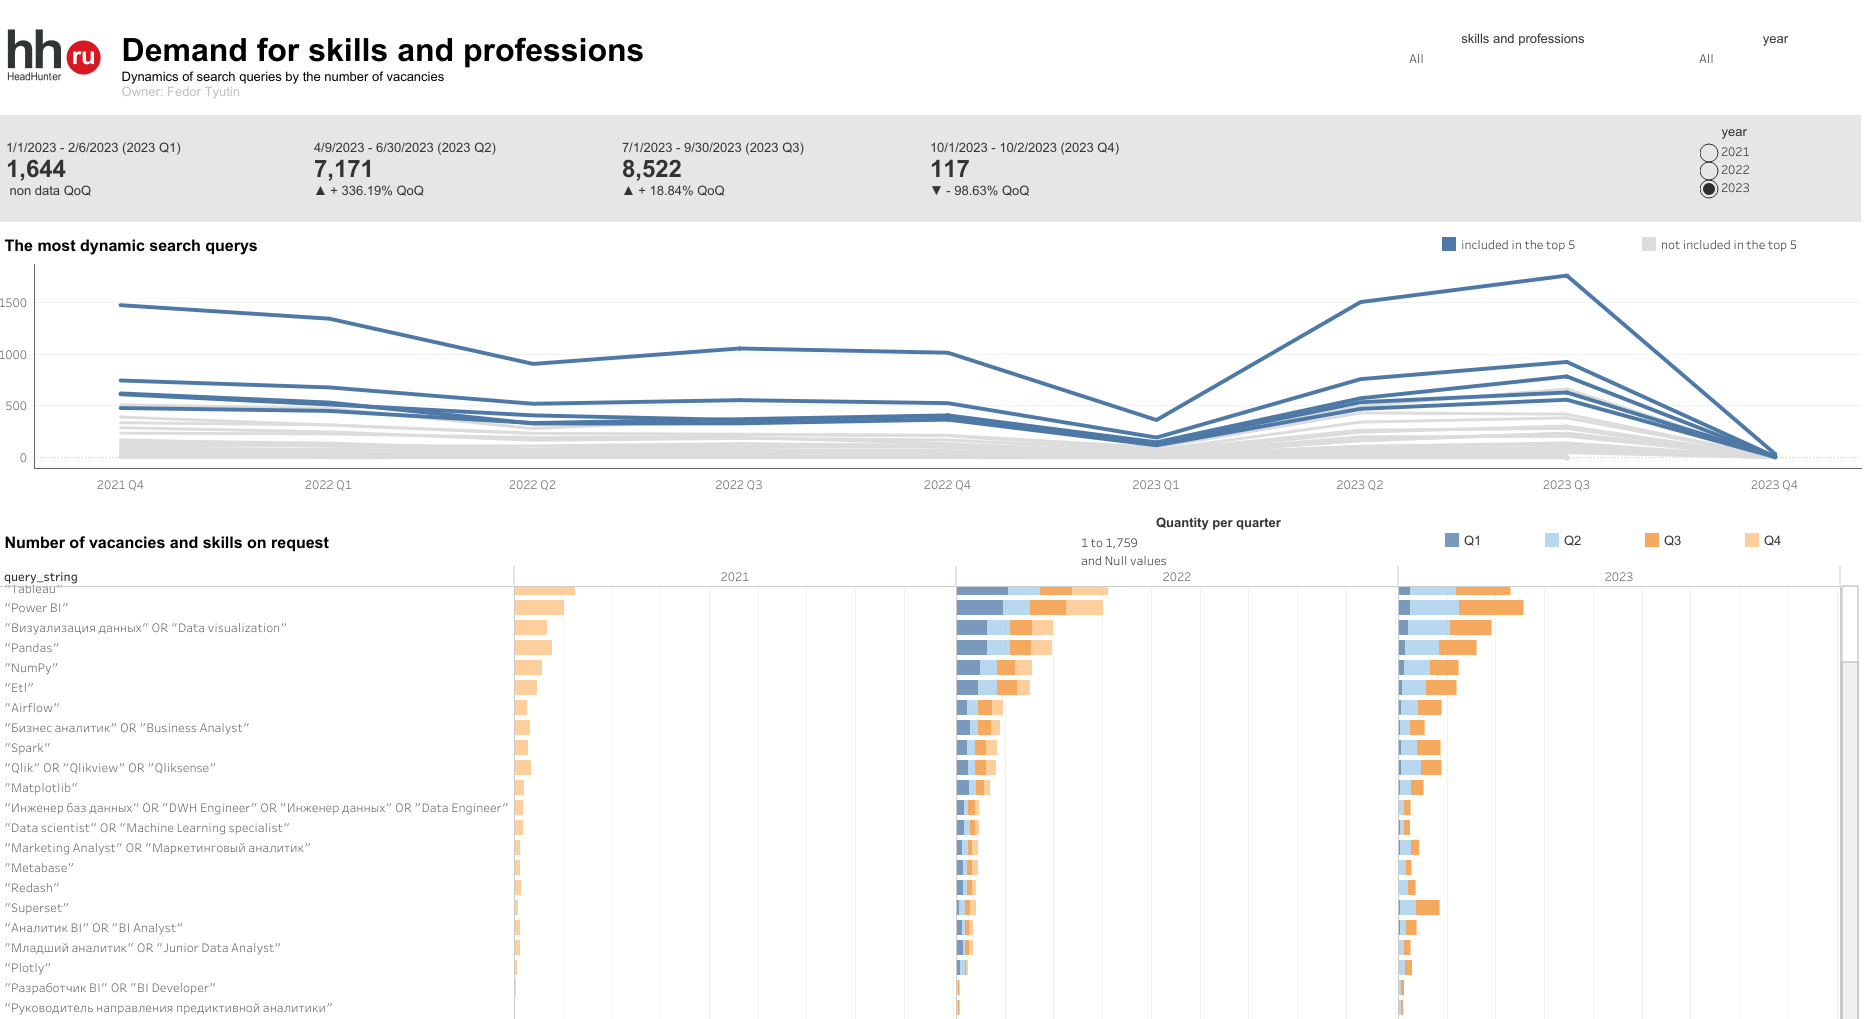 hh ru
HeadHunter
Demand for skills and professions
Dynamics of search queries by the number of vacancies
Owner: Fedor Tyutin
skills and professions
All
year
All
1/1/2023 - 2/6/2023 (2023 Q1)
1,644
non data QoQ
4/9/2023 - 6/30/2023 (2023 Q2)
7,171
▲ + 336.19% QoQ
7/1/2023 - 9/30/2023 (2023 Q3)
8,522
▲ + 18.84% QoQ
10/1/2023 - 10/2/2023 (2023 Q4)
117
▼ - 98.63% QoQ
year
2021
2022
2023
The most dynamic search querys
included in the top 5
not included in the top 5
1500
1000
500
0
2021 Q4
2022 Q1
2022 Q2
2022 Q3
2022 Q4
2023 Q1
2023 Q2
2023 Q3
2023 Q4
Number of vacancies and skills on request
Quantity per quarter
1 to 1,759
and Null values
Q1
Q2
Q3
Q4
query_string
2021
2022
2023
"Tableau"
"Power BI"
"Визуализация данных" OR "Data visualization"
"Pandas"
"NumPy"
"Etl"
"Airflow"
"Бизнес аналитик" OR "Business Analyst"
"Spark"
"Qlik" OR "Qlikview" OR "Qliksense"
"Matplotlib"
"Инженер баз данных" OR "DWH Engineer" OR "Инженер данных" OR "Data Engineer"
"Data scientist" OR "Machine Learning specialist"
"Marketing Analyst" OR "Маркетинговый аналитик"
"Metabase"
"Redash"
"Superset"
"Аналитик BI" OR "BI Analyst"
"Младший аналитик" OR "Junior Data Analyst"
"Plotly"
"Разработчик BI" OR "BI Developer"
"Руководитель направления предиктивной аналитики"